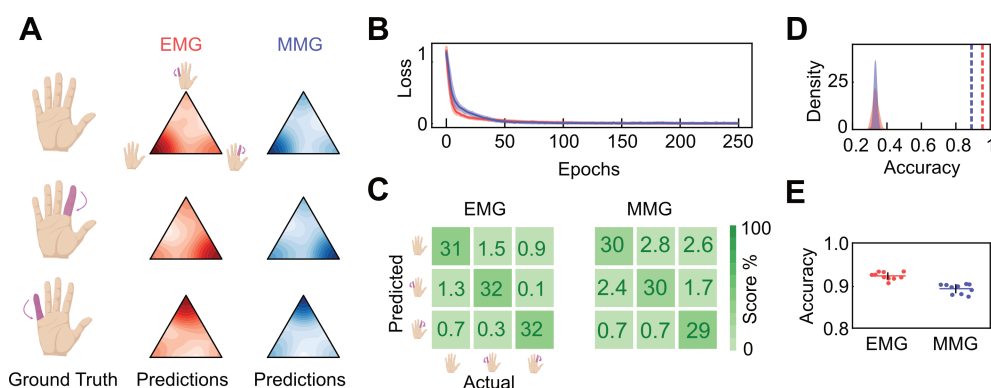 A
EMG
MMG
Ground Truth
Predictions
Predictions
B
Loss
1
0
0
50
100
150
200
250
Epochs
C
EMG
MMG
Predicted
31 1.5 0.9
1.3 32 0.1
0.7 0.3 32
30 2.8 2.6
2.4 30 1.7
0.7 0.7 29
Actual
100
Score %
0
D
Density
25
0
0.2 0.4 0.6 0.8 1
Accuracy
E
Accuracy
1.0
0.9
0.8
EMG
MMG